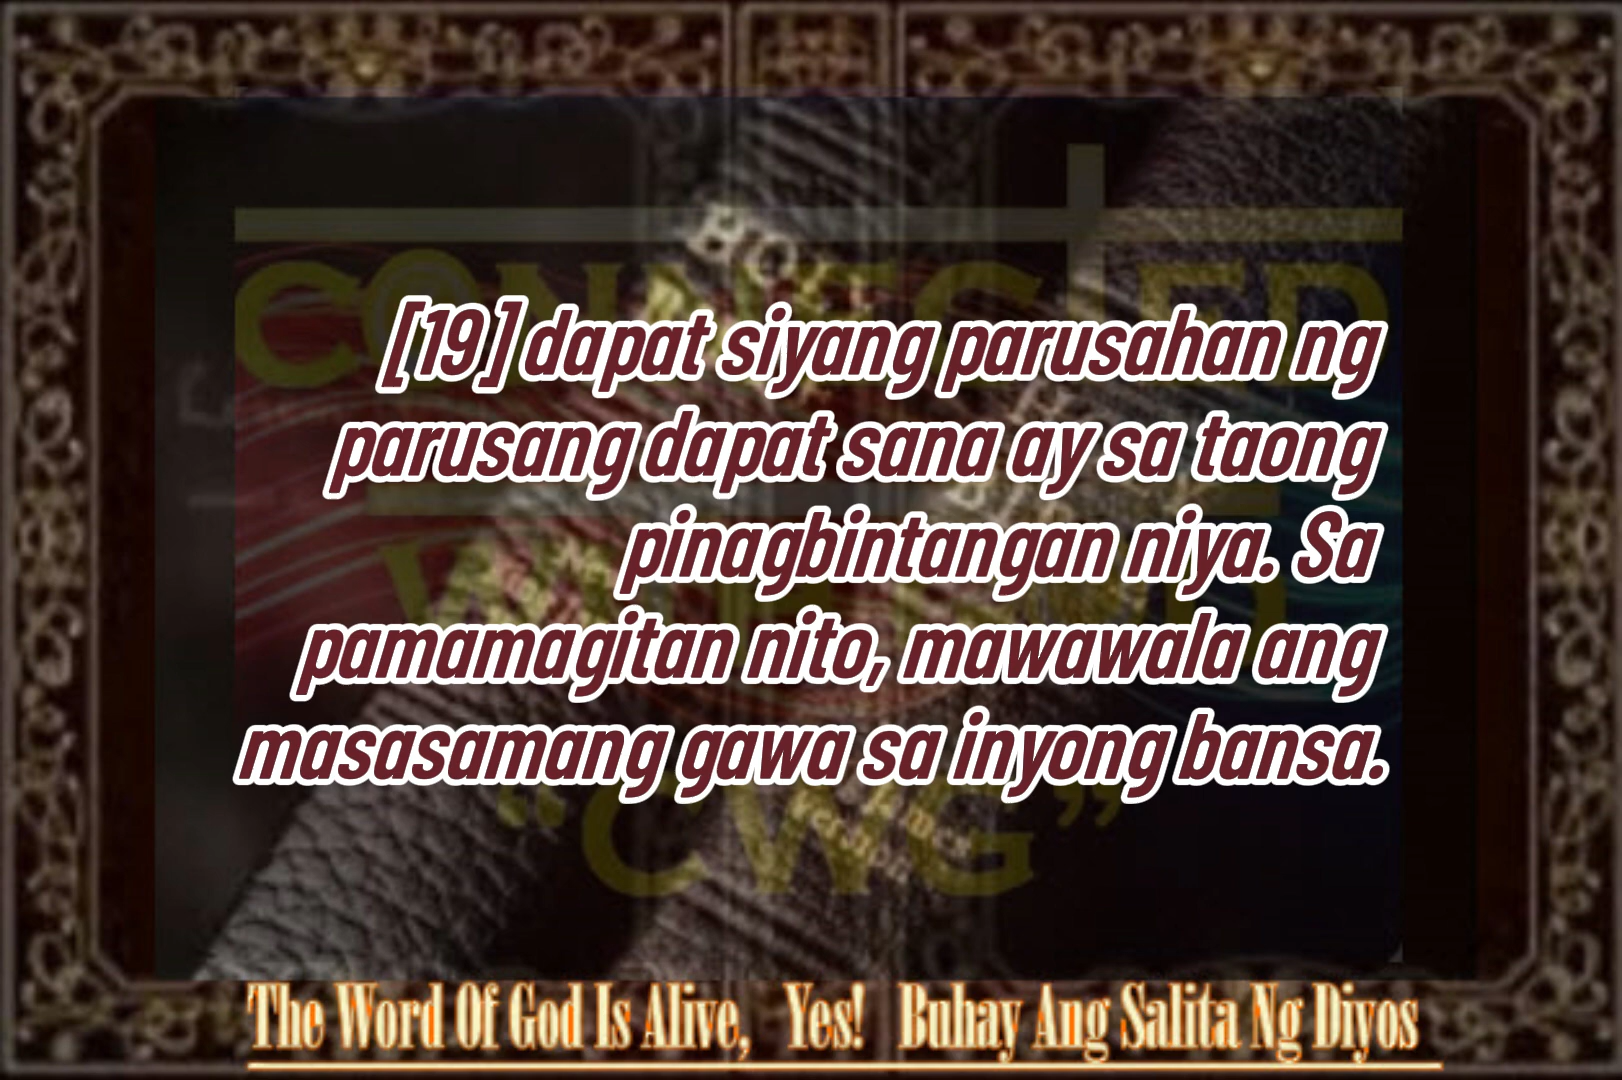 [19] dapat siyang parusahan ng
parusang dapat sana ay sa taong
pinagbintangan niya. Sa
pamamagitan nito, mawawala ang
masasamang gawa sa inyong bansa.
“CWG”
The Word Of God Is Alive, Yes! Buhay Ang Salita Ng Diyos